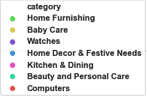 category
Home Furnishing
Baby Care
Watches
Home Decor & Festive Needs
Kitchen & Dining
Beauty and Personal Care
Computers